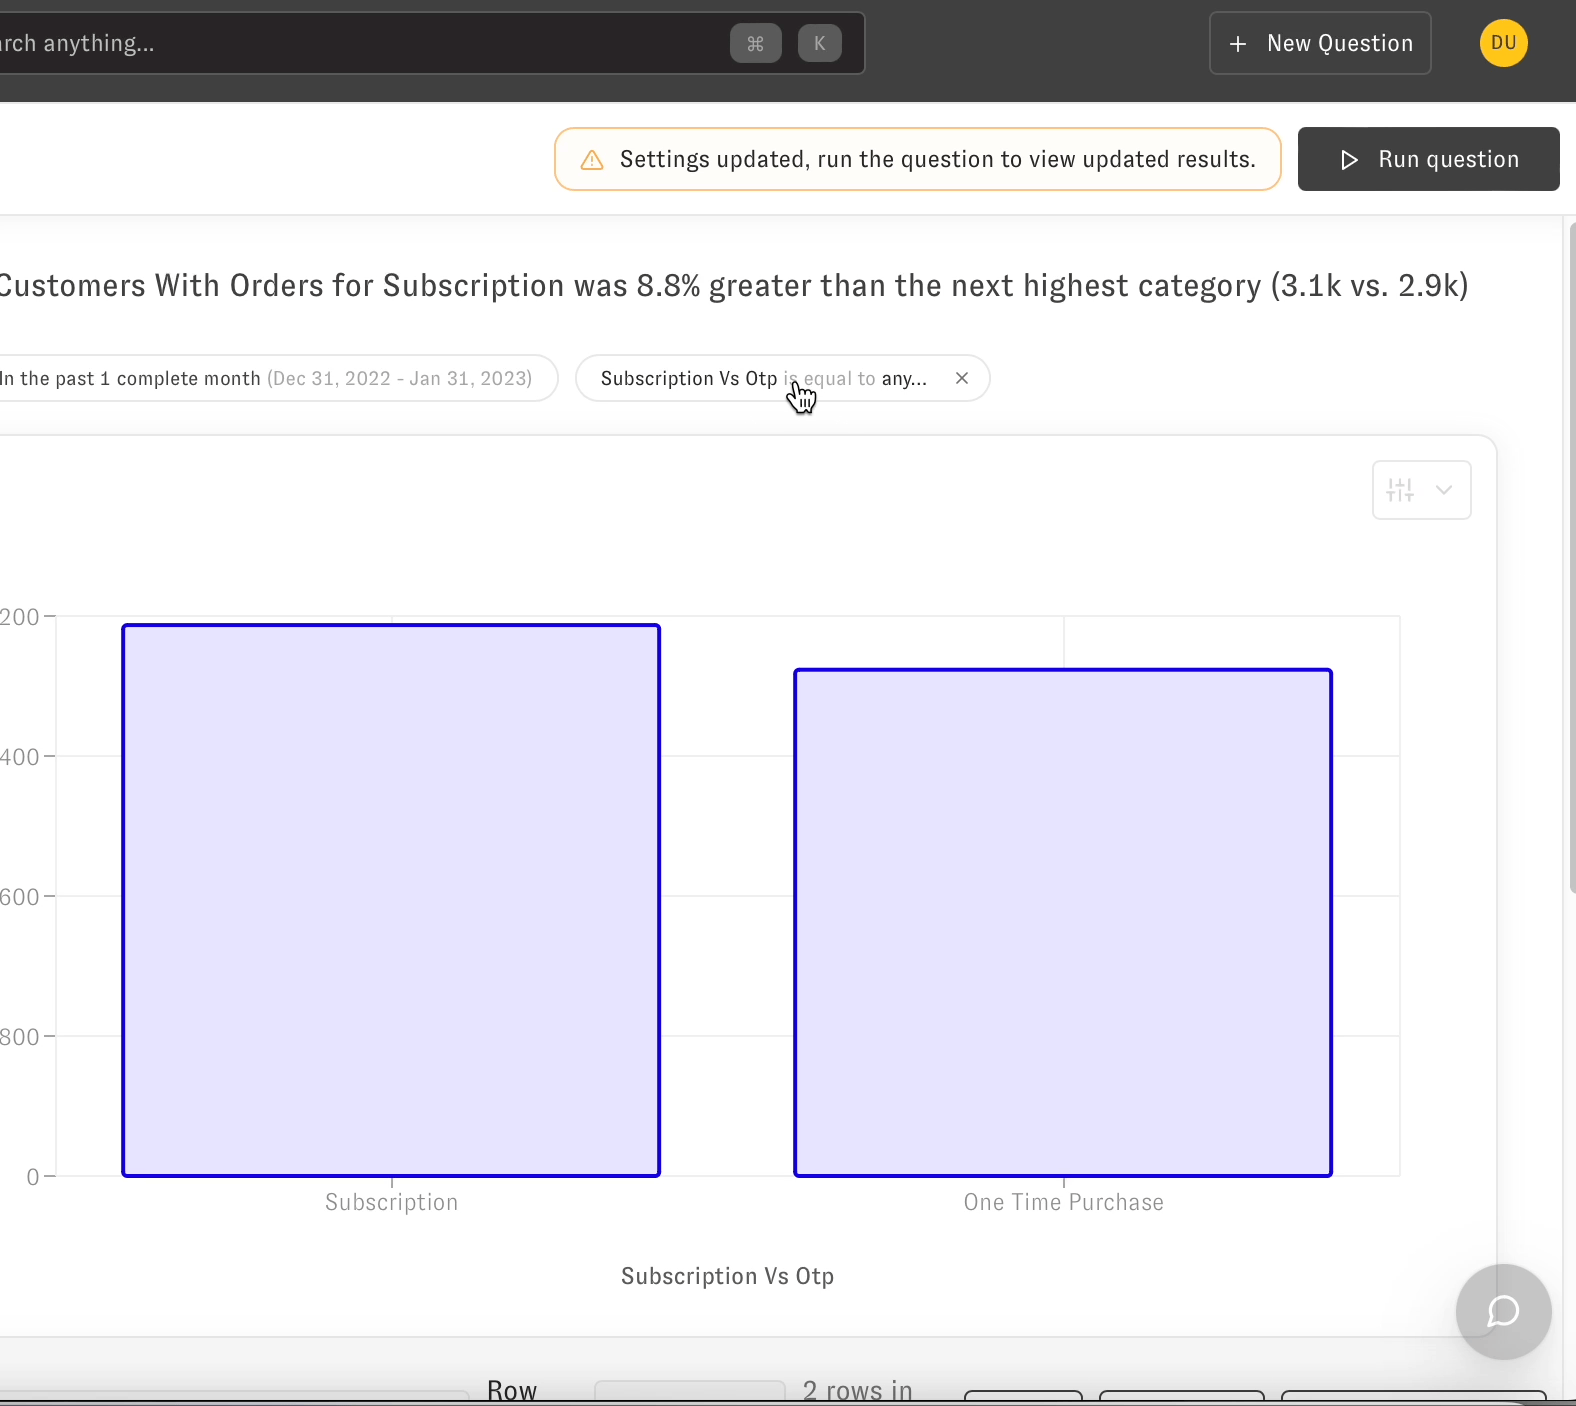 rch anything...
⌘ K
New Question
DU
Settings updated, run the question to view updated results.
Run question
Customers With Orders for Subscription was 8.8% greater than the next highest category (3.1k vs. 2.9k)
In the past 1 complete month (Dec 31, 2022 - Jan 31, 2023)
Subscription Vs Otp is equal to any...
200
400
600
800
0
Subscription
One Time Purchase
Subscription Vs Otp
Row
2 rows in